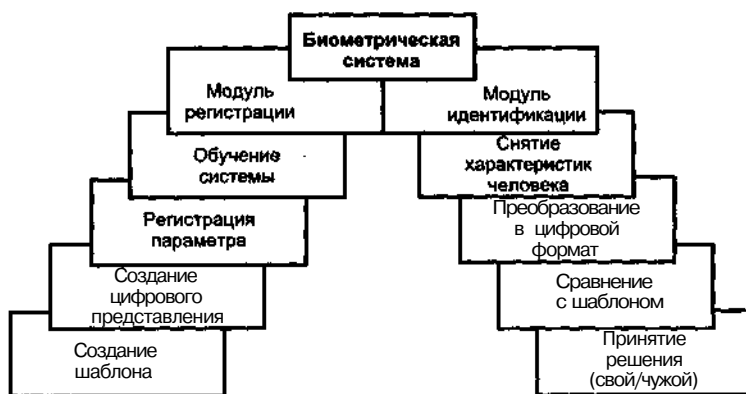 Биометрическая
система
Модуль
регистрации
Модуль
идентификации
Обучение
системы
Снятие
характеристик
человека
Регистрация
параметра
Преобразование
в цифровой
формат
Создание
цифрового
представления
Сравнение
с шаблоном
Создание
шаблона
Принятие
решения
(свой/чужой)